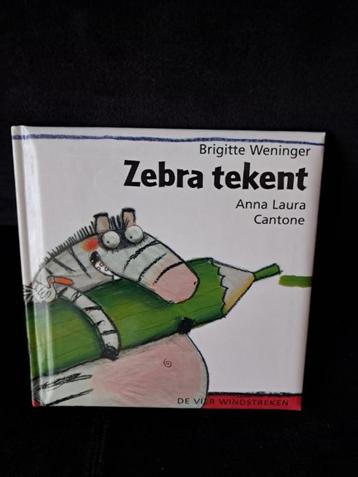 Brigitte Weninger
Zebra tekent
Anna Laura
Cantone
DE VIER WINDSTREKEN